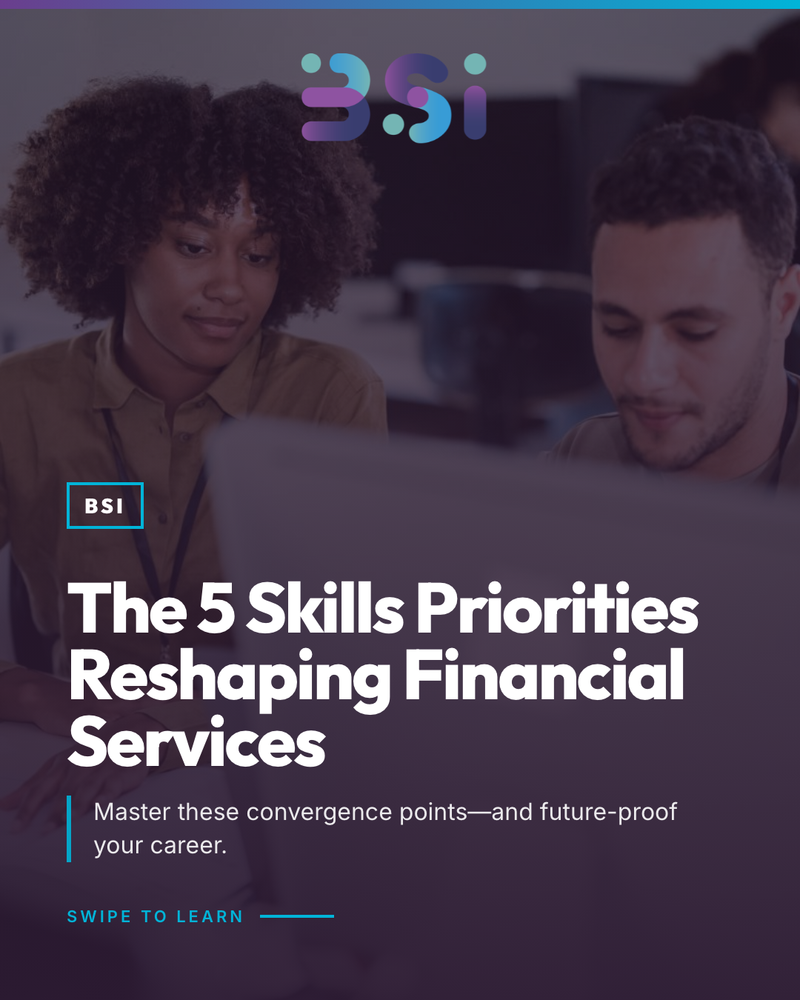 BSi
BSI
The 5 Skills Priorities
Reshaping Financial
Services
Master these convergence points—and future-proof
your career.
SWIPE TO LEARN